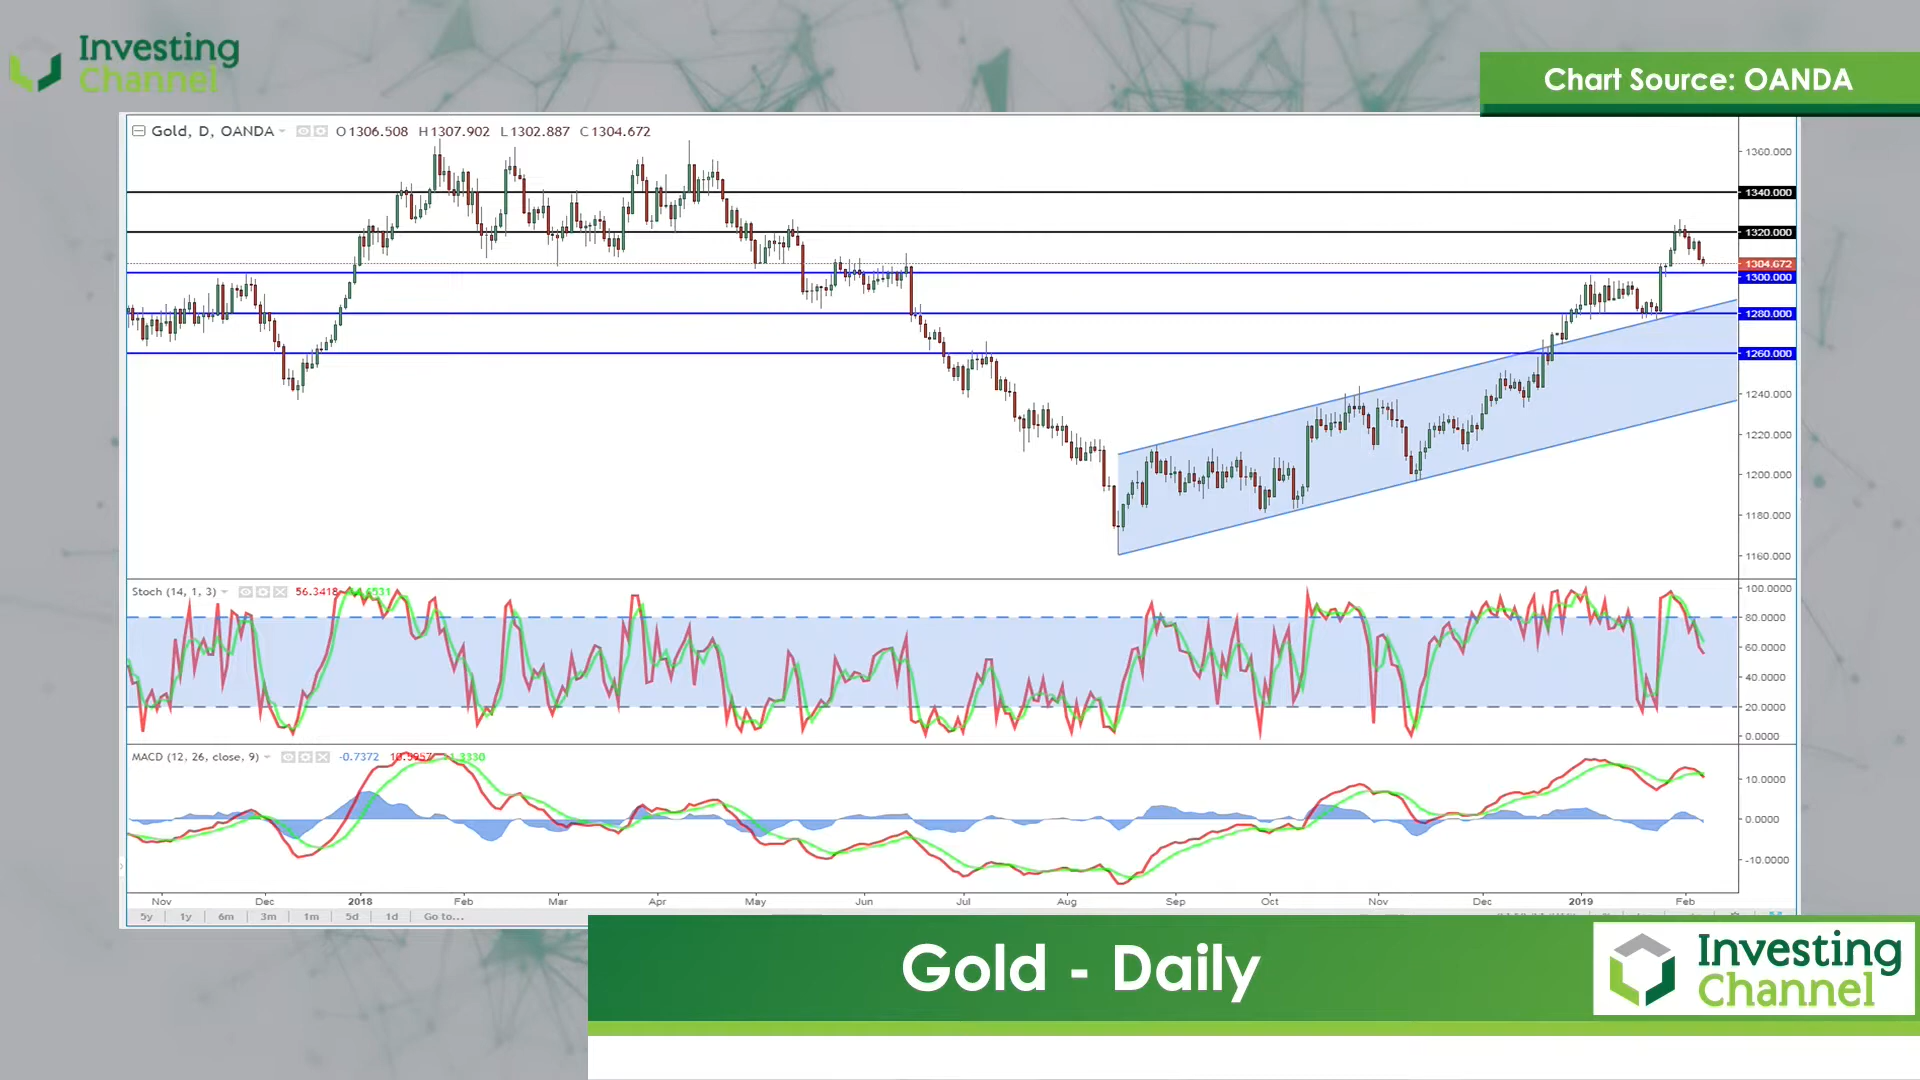 Investing
Channel
Chart Source: OANDA
Gold, D, OANDA O1306.508 H1307.902 L1302.887 C1304.672
1360.000
1340.000
1320.000
1304.672
1300.000
1280.000
1260.000
1240.000
1220.000
1200.000
1180.000
1160.000
Stoch (14, 1, 3) 56.3418
100.0000
80.0000
60.0000
40.0000
20.0000
0.0000
MACD (12, 26, close, 9) -0.7372
10.0000
0.0000
-10.0000
Nov Dec 2018 Feb Mar Apr May Jun Jul Aug Sep Oct Nov Dec 2019 Feb
5y 1y 6m 3m 1m 5d 1d Go to...
Gold - Daily
Investing
Channel